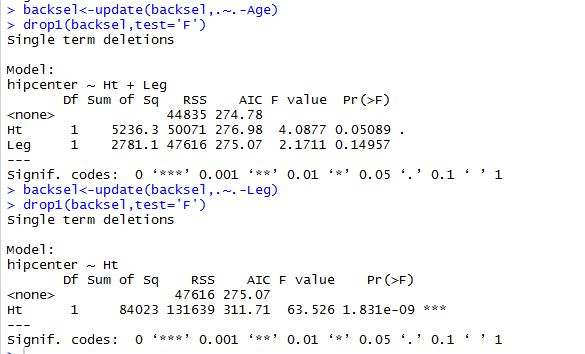 > backsel<-update(backsel,.~.-Age)
> drop1(backsel,test='F')
Single term deletions
Model:
hipcenter ~ Ht + Leg
       Df Sum of Sq   RSS    AIC F value  Pr(>F)
<none>              44835 274.78
Ht      1    5236.3 50071 276.98  4.0877 0.05089 .
Leg     1    2781.1 47616 275.07  2.1711 0.14957
---
Signif. codes:  0 ‘***’ 0.001 ‘**’ 0.01 ‘*’ 0.05 ‘.’ 0.1 ‘ ’ 1
> backsel<-update(backsel,.~.-Leg)
> drop1(backsel,test='F')
Single term deletions
Model:
hipcenter ~ Ht
       Df Sum of Sq    RSS    AIC F value    Pr(>F)
<none>               47616 275.07
Ht      1     84023 131639 311.71  63.526 1.831e-09 ***
---
Signif. codes:  0 ‘***’ 0.001 ‘**’ 0.01 ‘*’ 0.05 ‘.’ 0.1 ‘ ’ 1
>